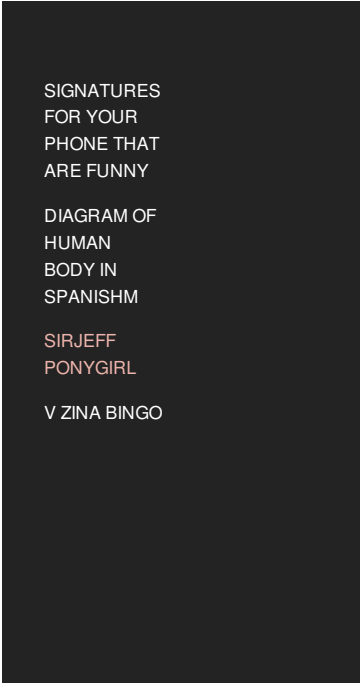 SIGNATURES
FOR YOUR
PHONE THAT
ARE FUNNY
DIAGRAM OF
HUMAN
BODY IN
SPANISHM
SIRJEFF
PONYGIRL
V ZINA BINGO